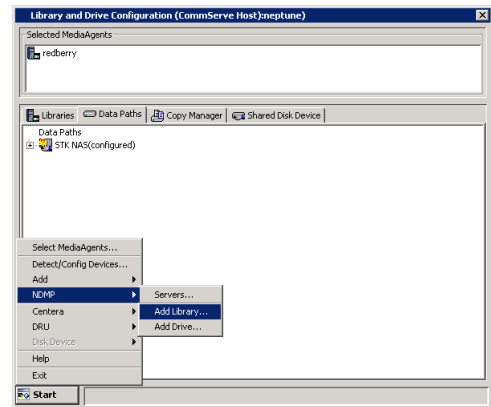 Library and Drive Configuration (CommServe Host):neptune)
Selected MediaAgents
redberry
Libraries Data Paths Copy Manager Shared Disk Device
Data Paths
STK NAS(configured)
Select MediaAgents...
Detect/Config Devices...
Add
NDMP
Servers...
Centera
Add Library...
DRU
Add Drive...
Disk Device
Help
Exit
Start